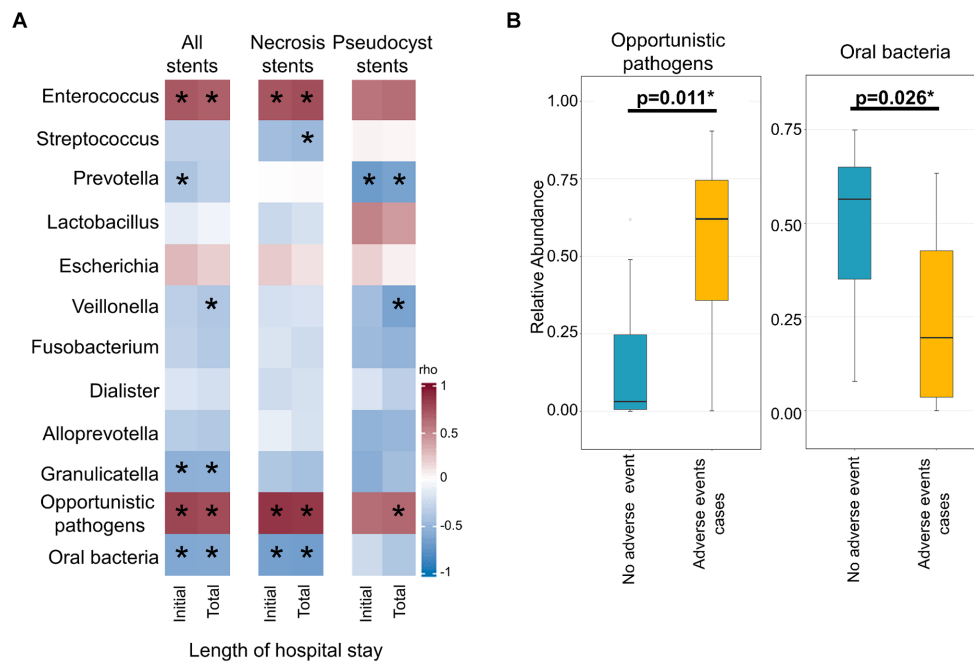 A
All
stents
Necrosis
stents
Pseudocyst
stents
Enterococcus
* * * *
Streptococcus
*
Prevotella
* * *
Lactobacillus
Escherichia
Veillonella
* *
Fusobacterium
Dialister
Alloprevotella
Granulicatella
* *
Opportunistic
pathogens
* * * * *
Oral bacteria
* * * *
Initial
Total
Initial
Total
Initial
Total
Length of hospital stay
rho
1
0.5
0
-0.5
-1
B
Opportunistic
pathogens
p=0.011*
Relative Abundance
1.00
0.75
0.50
0.25
0.00
No adverse event
Adverse events
cases
Oral bacteria
p=0.026*
0.75
0.50
0.25
0.00
No adverse event
Adverse events
cases